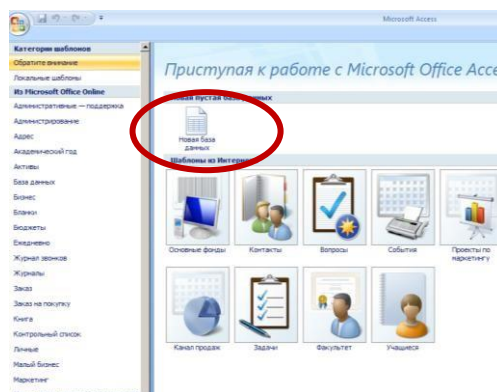 Microsoft Access
Категории шаблонов
Обратите внимание
Локальные шаблоны
Из Microsoft Office Online
Административные — поддержка
Администрирование
Адрес
Академический год
Активы
База данных
Бизнес
Бланки
Бюджеты
Ежедневно
Журнал звонков
Журналы
Заказ
Заказ на покупку
Книга
Контрольный список
Личные
Малый бизнес
Маркетинг
Приступая к работе с Microsoft Office Acce
Новая пустая база данных
Новая база
данных
Шаблоны из Интернета
Основные фонды
Контакты
Вопросы
События
Проекты по
маркетингу
Канал продаж
Задачи
Факультет
Учащиеся